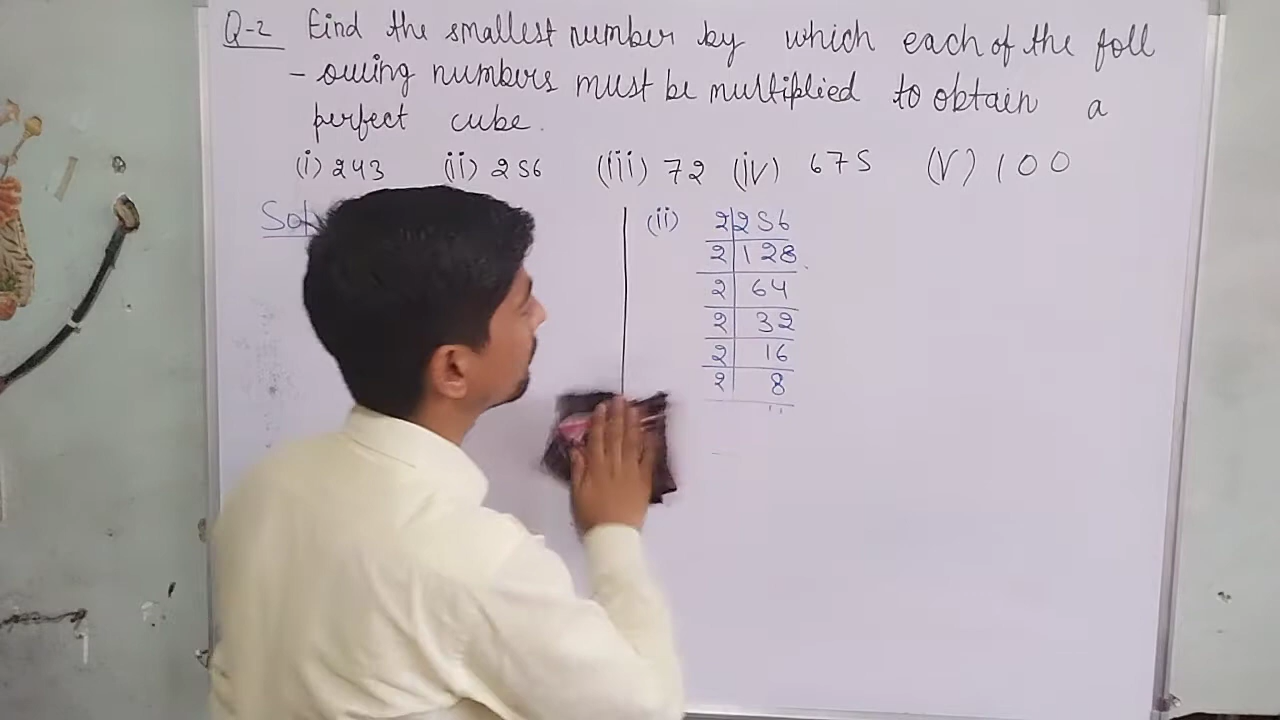 Q-2 Find the smallest number by which each of the foll
- owing numbers must be multiplied to obtain a
perfect cube.
(i) 243 (ii) 256 (iii) 72 (iv) 675 (V) 100
(ii) 2 256
2 128
2 64
2 32
2 16
2 8